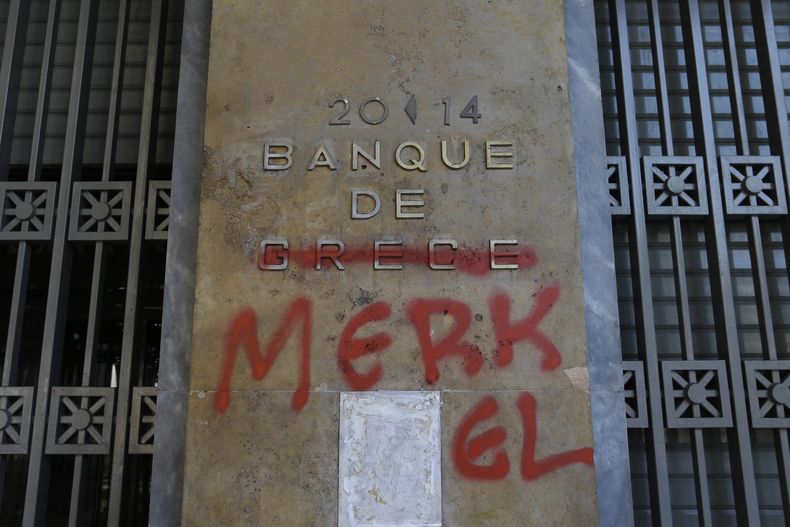 20 14
BANQUE
DE
GRECE
MERK
EL